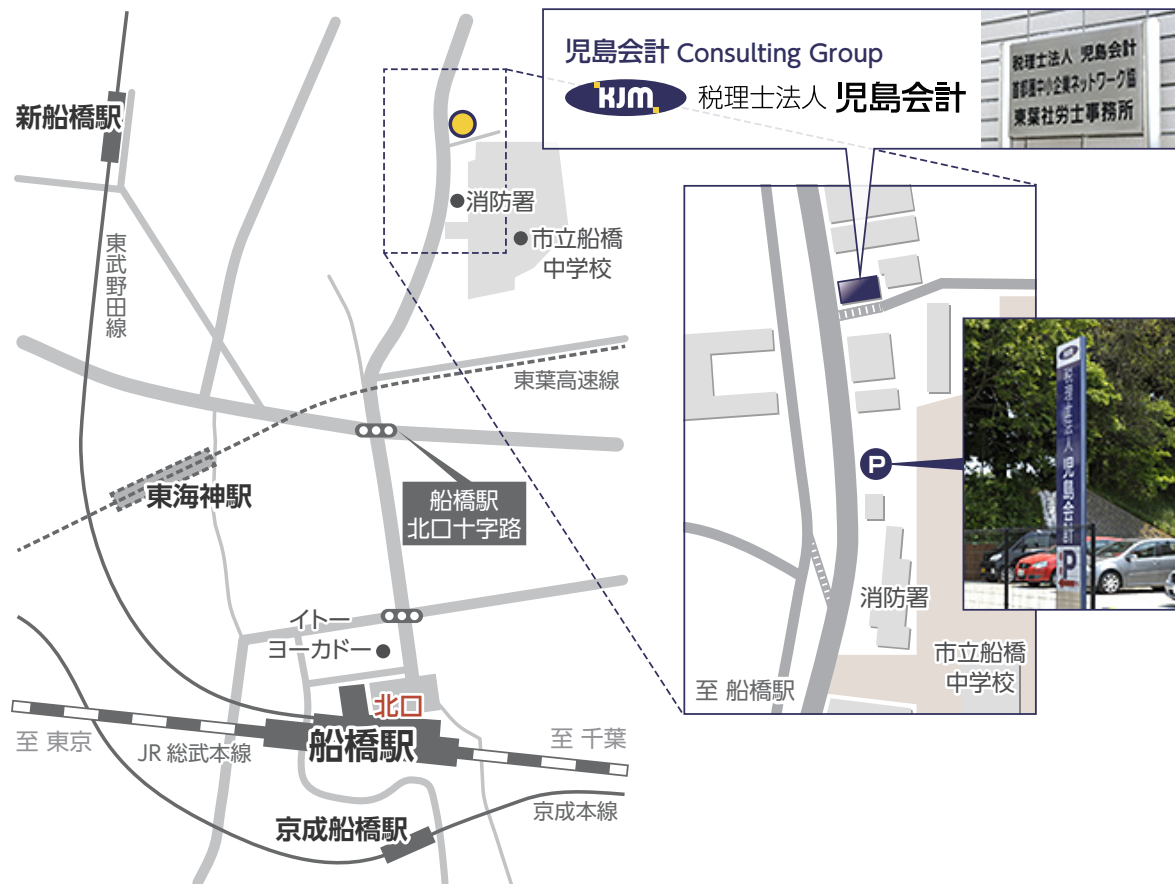 児島会計 Consulting Group
KJM 税理士法人 児島会計
税理士法人 児島会計
首都圏中小企業ネットワーク協
東葉社労士事務所
新船橋駅
東武野田線
消防署
市立船橋
中学校
東葉高速線
東海神駅
船橋駅
北口十字路
イトー
ヨーカドー
北口
船橋駅
至 東京
JR 総武本線
至 千葉
京成船橋駅
京成本線
P
KJM
税理士法人 児島会計
P
消防署
市立船橋
中学校
至 船橋駅